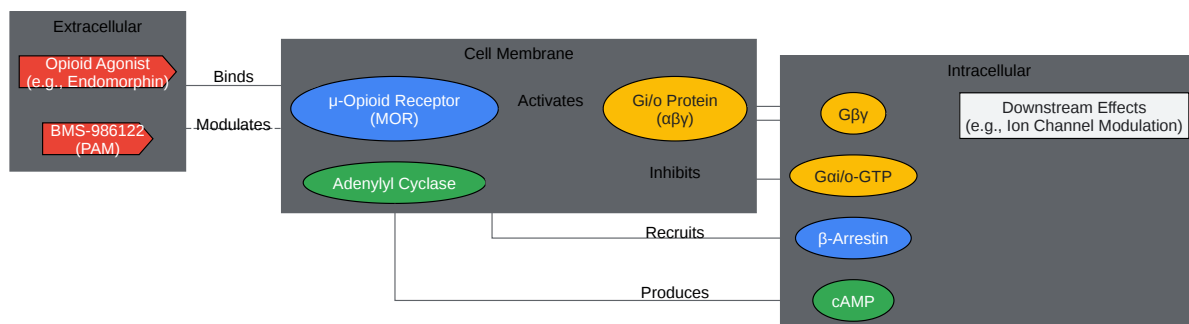 Extracellular
Opioid Agonist
(e.g., Endomorphin)
BMS-986122
(PAM)
Binds
Modulates
Cell Membrane
μ-Opioid Receptor
(MOR)
Activates
Gi/o Protein
(αβγ)
Adenylyl Cyclase
Inhibits
Recruits
Produces
Intracellular
Gβγ
Downstream Effects
(e.g., Ion Channel Modulation)
Gαi/o-GTP
β-Arrestin
cAMP